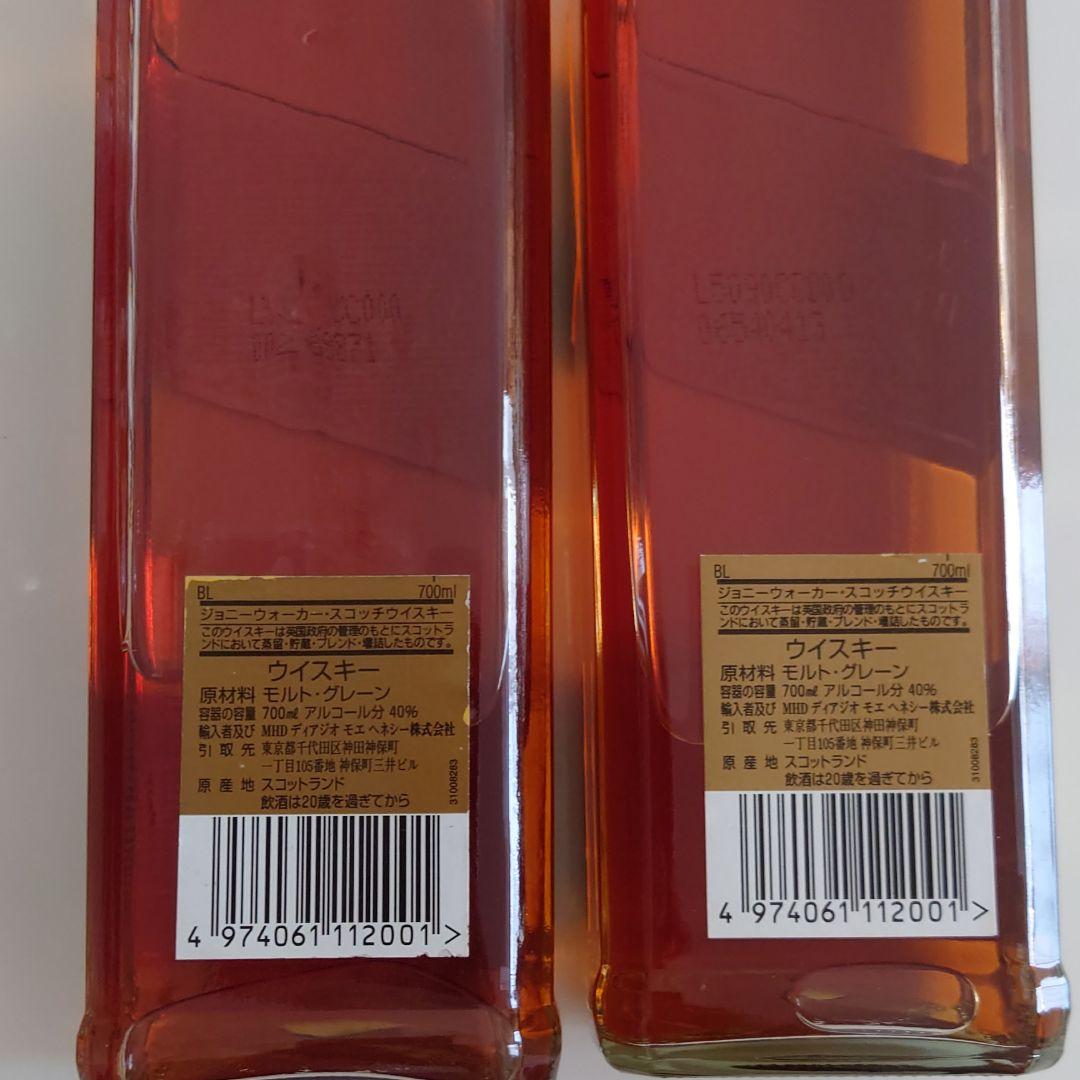 BL 700ml
ジョニーウォーカー・スコッチウイスキー
このウイスキーは英国政府の管理のもとにスコットラ
ンドにおいて蒸留・貯蔵・ブレンド・壜詰したものです。
ウイスキー
原材料 モルト・グレーン
容器の容量 700㎖ アルコール分 40%
輸入者及び MHD ディアジオ モエ ヘネシー株式会社
引取先 東京都千代田区神田神保町
一丁目105番地 神保町三井ビル
原産地 スコットランド
飲酒は20歳を過ぎてから
31008283
4 974061 112001 >
BL 700ml
ジョニーウォーカー・スコッチウイスキー
このウイスキーは英国政府の管理のもとにスコットラ
ンドにおいて蒸留・貯蔵・ブレンド・壜詰したものです。
ウイスキー
原材料 モルト・グレーン
容器の容量 700㎖ アルコール分 40%
輸入者及び MHD ディアジオ モエ ヘネシー株式会社
引取先 東京都千代田区神田神保町
一丁目105番地 神保町三井ビル
原産地 スコットランド
飲酒は20歳を過ぎてから
31008283
4 974061 112001 >